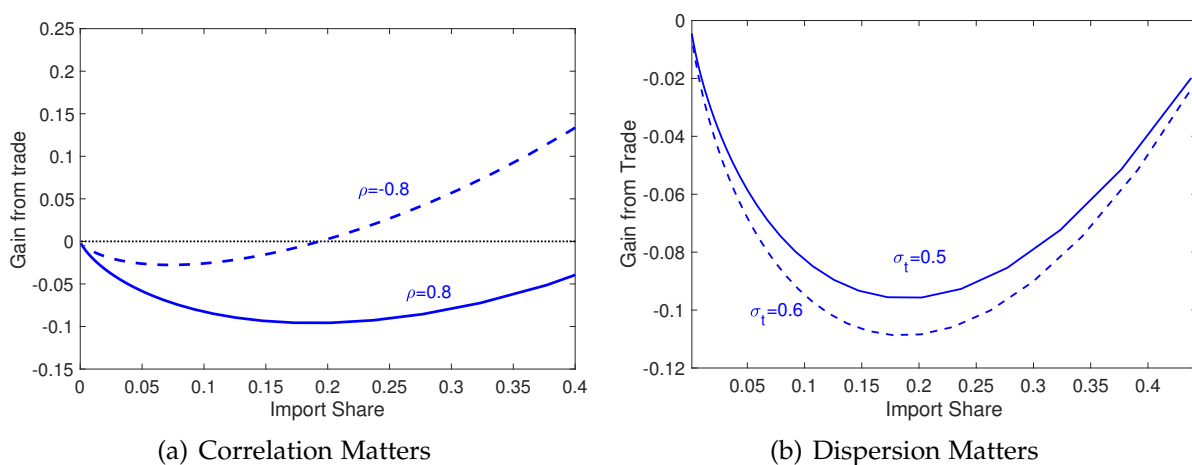 0.25
0.2
0.15
0.1
0.05
0
-0.05
-0.1
-0.15
Gain from trade
ρ=-0.8
ρ=0.8
0 0.05 0.1 0.15 0.2 0.25 0.3 0.35 0.4
Import Share
(a) Correlation Matters
0
-0.02
-0.04
-0.06
-0.08
-0.1
-0.12
Gain from Trade
σt=0.5
σt=0.6
0.05 0.1 0.15 0.2 0.25 0.3 0.35 0.4
Import Share
(b) Dispersion Matters